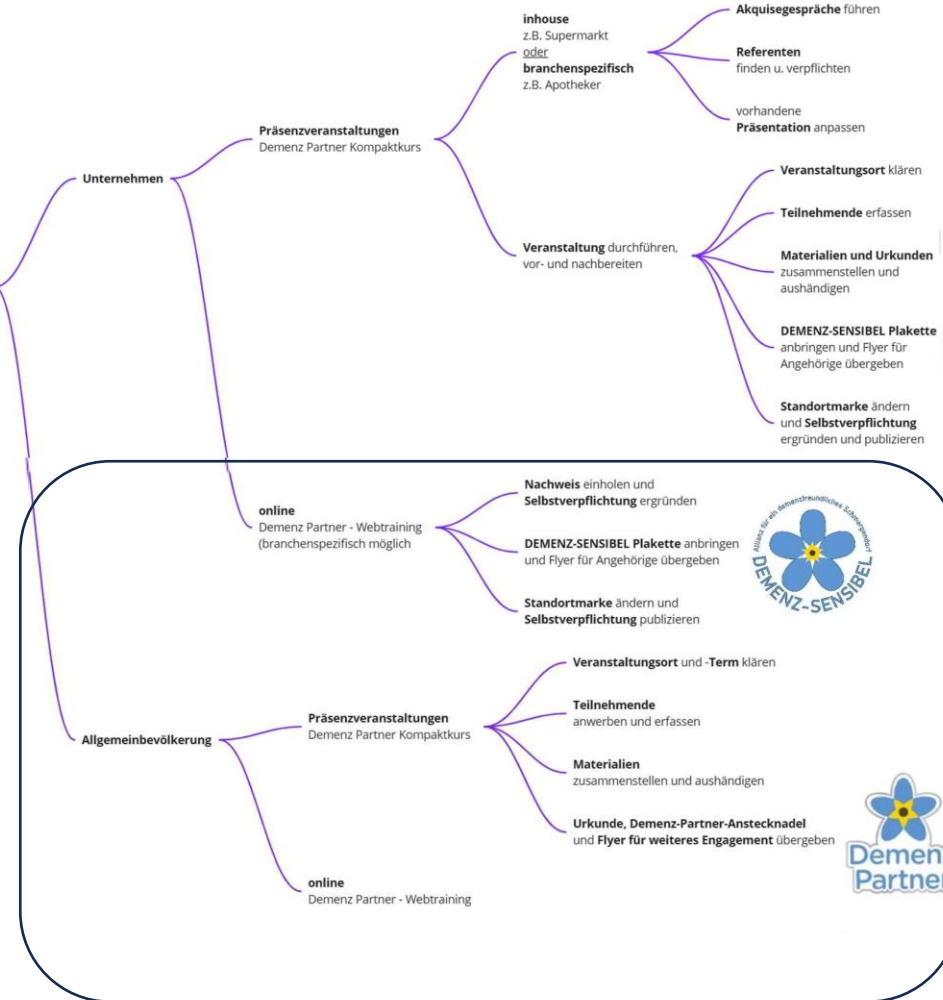 inhouse
z.B. Supermarkt
oder
branchenspezifisch
z.B. Apotheker
Akquisegespräche führen
Referenten
finden u. verpflichten
vorhandene
Präsentation anpassen
Präsenzveranstaltungen
Demenz Partner Kompaktkurs
Unternehmen
Veranstaltung durchführen,
vor- und nachbereiten
Veranstaltungsort klären
Teilnehmende erfassen
Materialien und Urkunden
zusammenstellen und
aushändigen
DEMENZ-SENSIBEL Plakette
anbringen und Flyer für
Angehörige übergeben
Standortmarke ändern
und Selbstverpflichtung
ergründen und publizieren
online
Demenz Partner - Webtraining
(branchenspezifisch möglich
Nachweis einholen und
Selbstverpflichtung ergründen
DEMENZ-SENSIBEL Plakette anbringen
und Flyer für Angehörige übergeben
Standortmarke ändern und
Selbstverpflichtung publizieren
Allianz für ein demenzfreundliches Schmargendorf
DEMENZ-SENSIBEL
Allgemeinbevölkerung
Präsenzveranstaltungen
Demenz Partner Kompaktkurs
Veranstaltungsort und -Term klären
Teilnehmende
anwerben und erfassen
Materialien
zusammenstellen und aushändigen
Urkunde, Demenz-Partner-Anstecknadel
und Flyer für weiteres Engagement übergeben
Demen
Partner
online
Demenz Partner - Webtraining